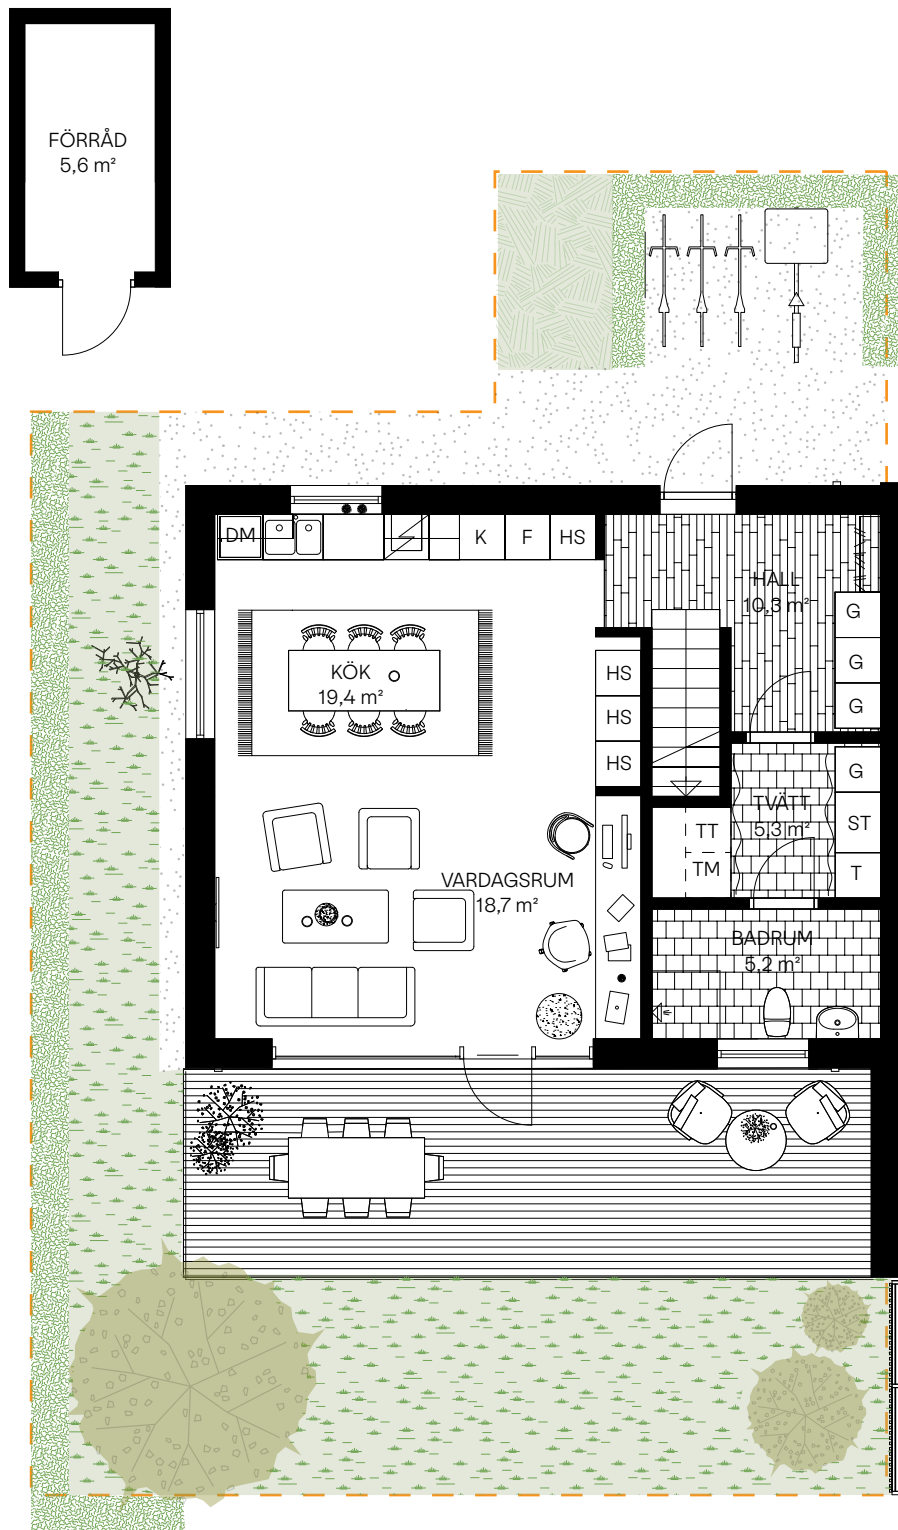 FÖRRÅD
5,6 m²
DM
K
F
HS
HALL
10,3 m²
G
G
G
KÖK
19,4 m²
HS
HS
HS
G
TVÄTT
5,3 m²
ST
TT
TM
T
VARDAGSRUM
18,7 m²
BADRUM
5,2 m²